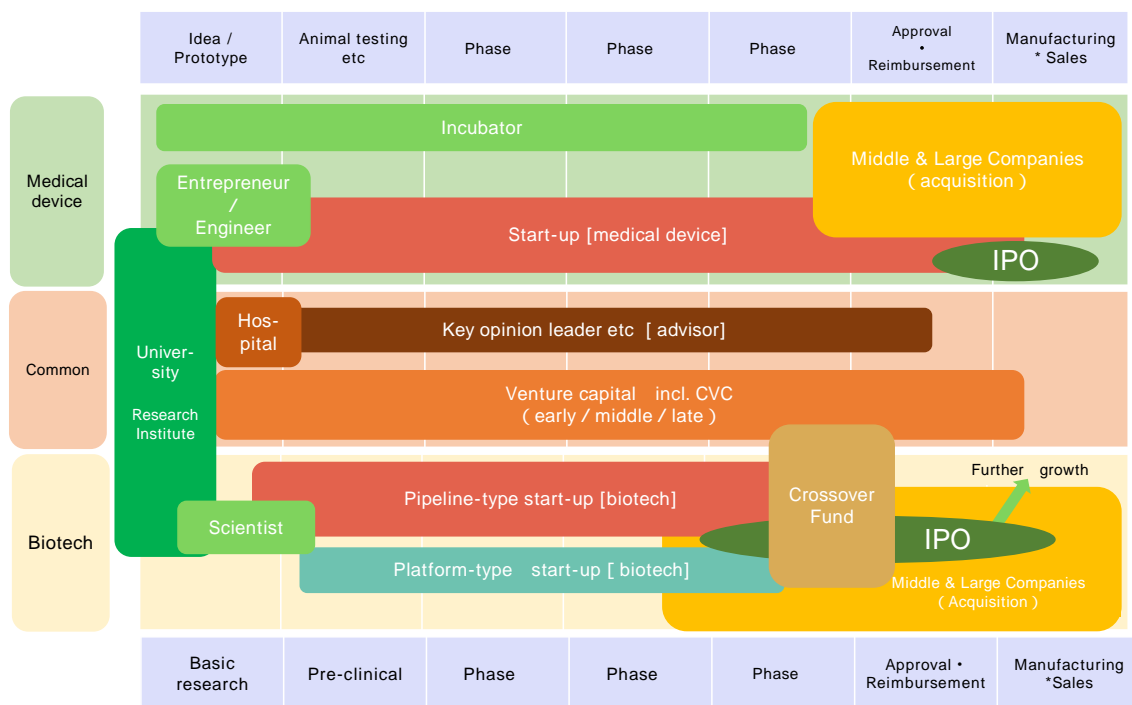 Idea /
Prototype
Animal testing
etc
Phase
Phase
Phase
Approval
・
Reimbursement
Manufacturing
* Sales
Medical
device
Incubator
Middle & Large Companies
( acquisition )
Entrepreneur
/
Engineer
Start-up [medical device]
IPO
Common
Univer-
sity
Research
Institute
Hos-
pital
Key opinion leader etc [ advisor]
Venture capital incl. CVC
( early / middle / late )
Biotech
Pipeline-type start-up [biotech]
Scientist
Platform-type start-up [ biotech]
Crossover
Fund
Further growth
IPO
Middle & Large Companies
( Acquisition )
Basic
research
Pre-clinical
Phase
Phase
Phase
Approval・
Reimbursement
Manufacturing
*Sales